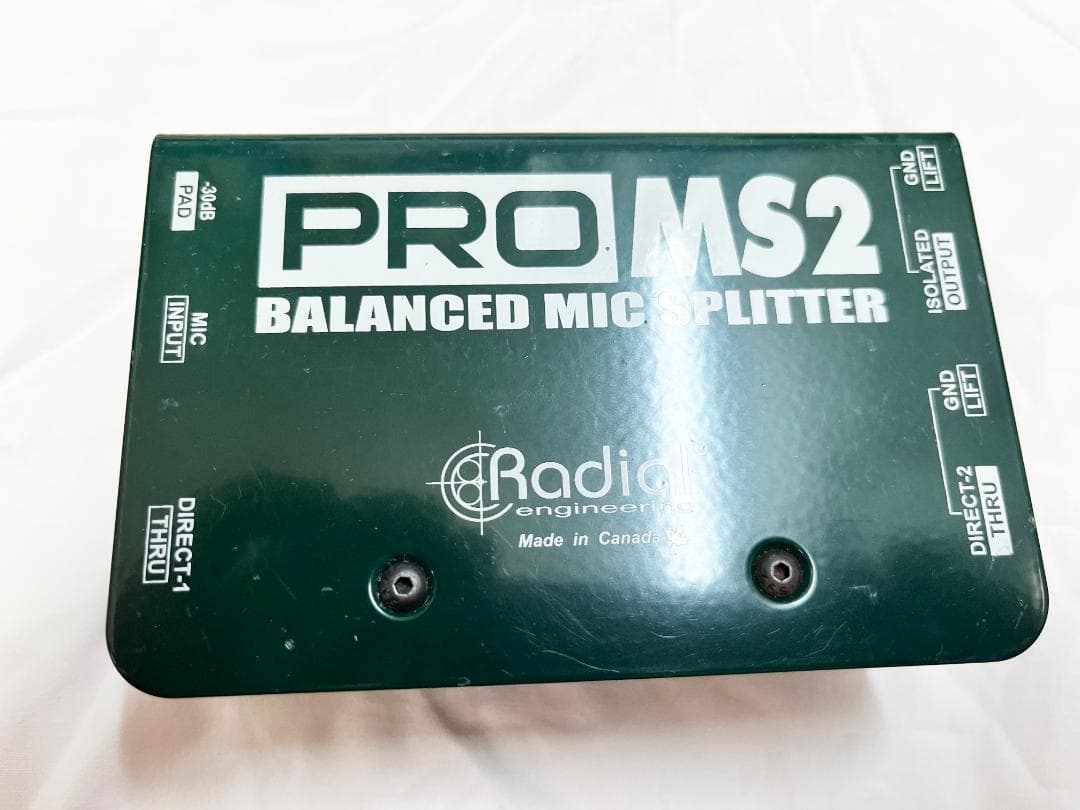 PRO MS2
BALANCED MIC SPLITTER
-30dB
PAD
MIC
INPUT
DIRECT-1
THRU
GND
LIFT
ISOLATED
OUTPUT
GND
LIFT
DIRECT-2
THRU
Radial
engineering
Made in Canada